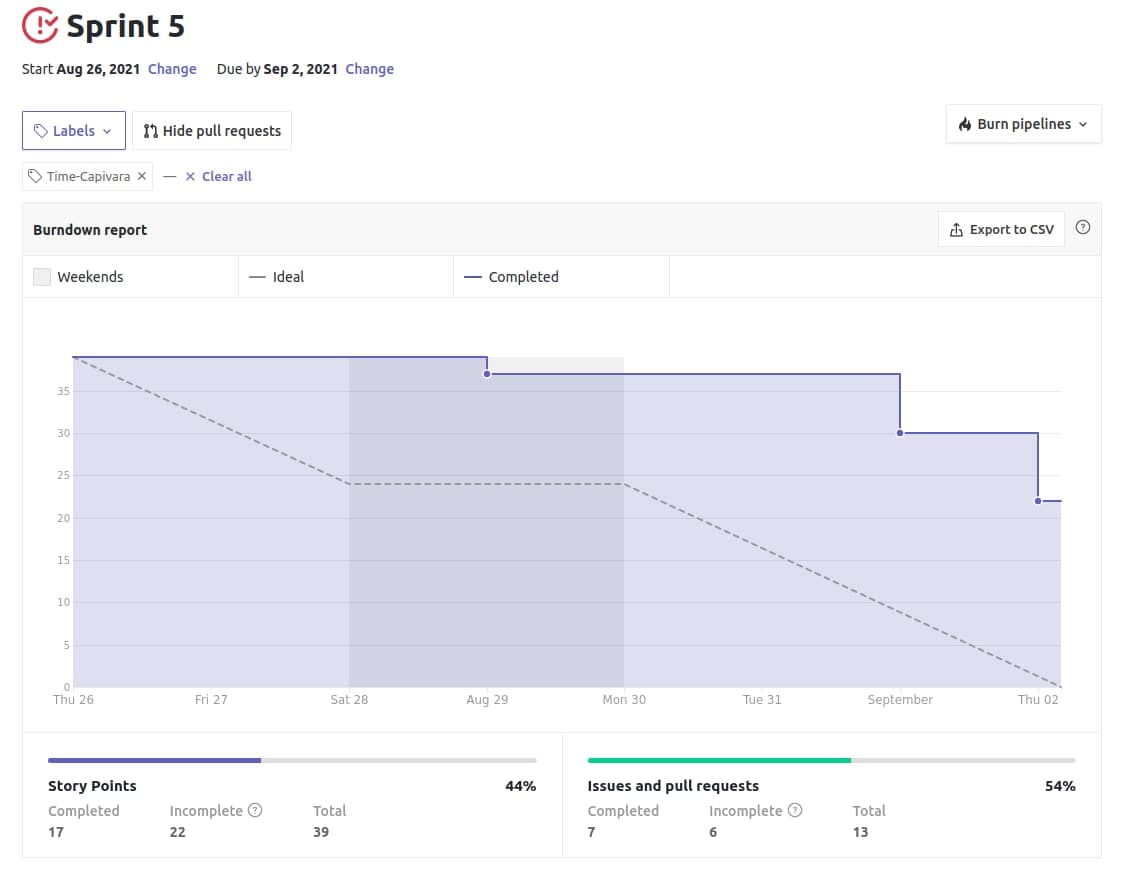 Sprint 5
Start Aug 26, 2021 Change Due by Sep 2, 2021 Change
Labels Hide pull requests Burn pipelines
Time-Capivara × — × Clear all
Burndown report Export to CSV ?
Weekends Ideal Completed
35
30
25
20
15
10
5
0
Thu 26 Fri 27 Sat 28 Aug 29 Mon 30 Tue 31 September Thu 02
Story Points 44%
Completed Incomplete ? Total
17 22 39
Issues and pull requests 54%
Completed Incomplete ? Total
7 6 13